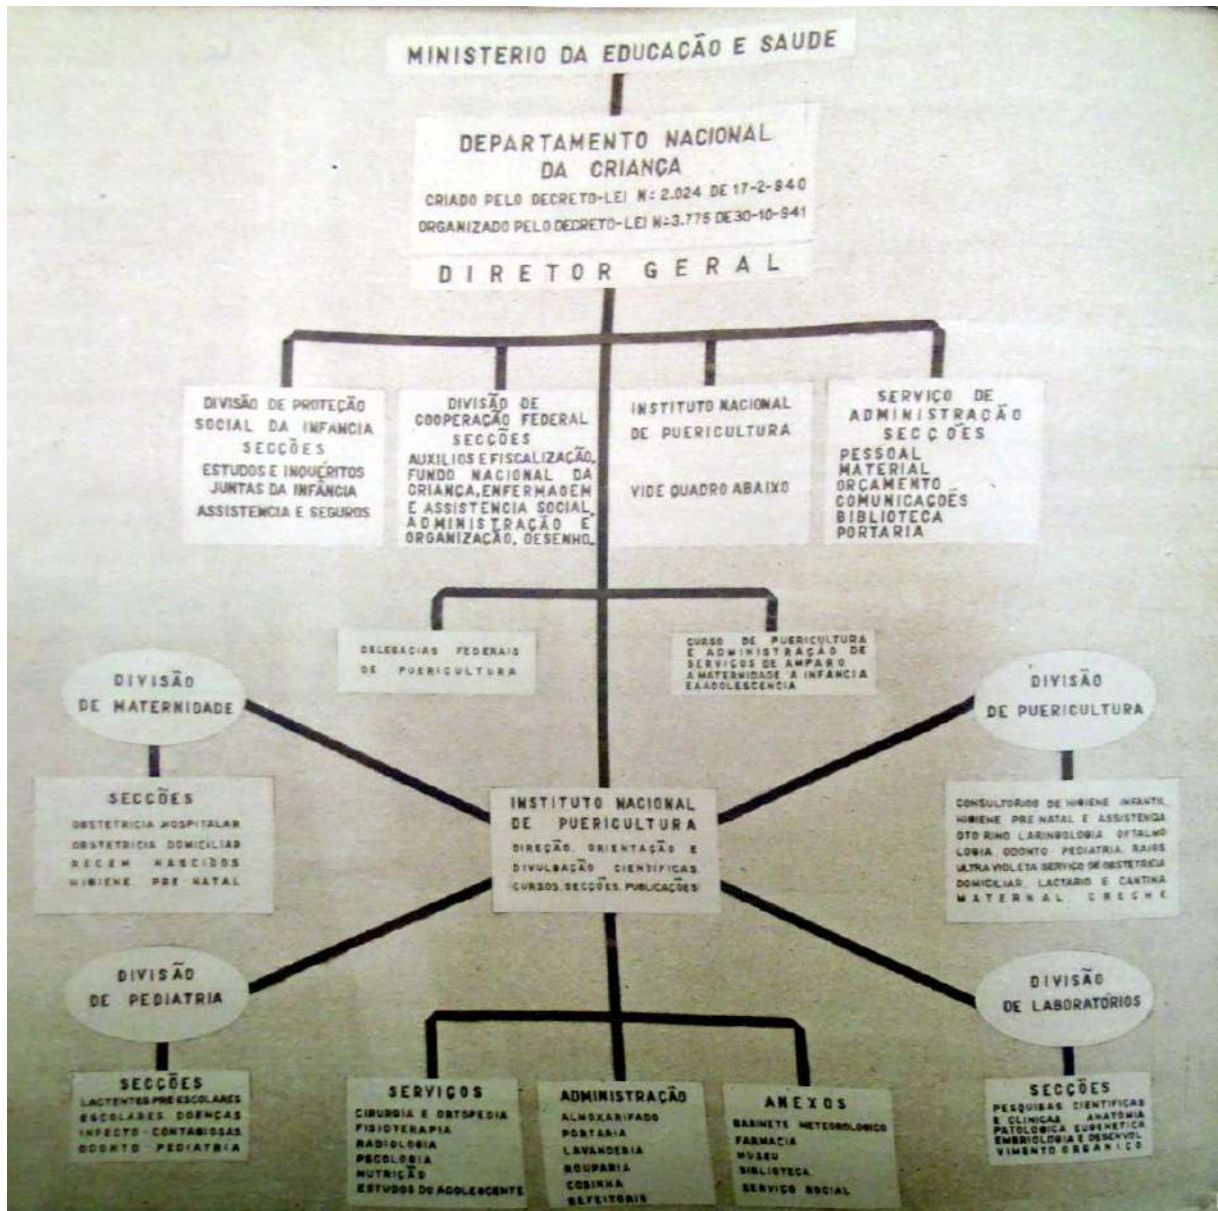 MINISTERIO DA EDUCAÇÃO E SAUDE
DEPARTAMENTO NACIONAL
DA CRIANÇA
CRIADO PELO DECRETO-LEI Nº 2.024 DE 17-2-940
ORGANIZADO PELO DECRETO-LEI Nº 3.775 DE 30-10-941
DIRETOR GERAL
DIVISÃO DE PROTEÇÃO
SOCIAL DA INFANCIA
SECÇÕES
ESTUDOS E INQUÉRITOS
JUNTAS DA INFÂNCIA
ASSISTENCIA E SEGUROS
DIVISÃO DE
COOPERAÇÃO FEDERAL
SECÇÕES
AUXILIOS E FISCALIZAÇÃO,
FUNDO NACIONAL DA
CRIANÇA, ENFERMAGEM
E ASSISTENCIA SOCIAL,
ADMINISTRAÇÃO E
ORGANIZAÇÃO, DESENHO.
INSTITUTO NACIONAL
DE PUERICULTURA
VIDE QUADRO ABAIXO
SERVIÇO DE
ADMINISTRAÇÃO
SECÇÕES
PESSOAL
MATERIAL
ORÇAMENTO
COMUNICAÇÕES
BIBLIOTECA
PORTARIA
DELEGACIAS FEDERAIS
DE PUERICULTURA
CURSO DE PUERICULTURA
E ADMINISTRAÇÃO DE
SERVIÇOS DE AMPARO
A MATERNIDADE A INFÂNCIA
E A ADOLESCENCIA
DIVISÃO
DE MATERNIDADE
SECÇÕES
OBSTETRICIA HOSPITALAR
OBSTETRICIA DOMICILIAR
RECEM NASCIDOS
HIGIENE PRE NATAL
DIVISÃO
DE PUERICULTURA
CONSULTORIOS DE HIGIENE INFANTIL,
HIGIENE PRE NATAL E ASSISTENCIA
OTO RINO LARINGOLOGIA OFTALMO
LOGIA, ODONTO-PEDIATRIA, RAIOS
ULTRA VIOLETA SERVIÇO DE OBSTETRICIA
DOMICILIAR, LACTARIO E CANTINA
MATERNAL, CRECHE
INSTITUTO NACIONAL
DE PUERICULTURA
DIREÇÃO, ORIENTAÇÃO E
DIVULGAÇÃO CIENTÍFICAS
CURSOS, SECÇÕES, PUBLICAÇÕES
DIVISÃO
DE PEDIATRIA
SECÇÕES
LACTENTES PRE ESCOLARES
ESCOLARES DOENÇAS
INFECTO-CONTAGIOSAS
ODONTO-PEDIATRIA
DIVISÃO
DE LABORATÓRIOS
SECÇÕES
PESQUISAS CIENTIFICAS
E CLINICAS, ANATOMIA
PATOLOGICA EUGENETICA
EMBRIOLOGIA E DESENVOL
VIMENTO ORGANICO
SERVIÇOS
CIRURGIA E ORTOPEDIA
FISIOTERAPIA
RADIOLOGIA
PSCOLOGIA
NUTRIÇÃO
ESTUDOS DO ADOLESCENTE
ADMINISTRAÇÃO
ALMOXARIFADO
PORTARIA
LAVANDERIA
ROUPARIA
COSINHA
REFEITORIS
ANEXOS
GABINETE METEOROLOGICO
FARMACIA
MUSEU
BIBLIOTECA
SERVIÇO SOCIAL